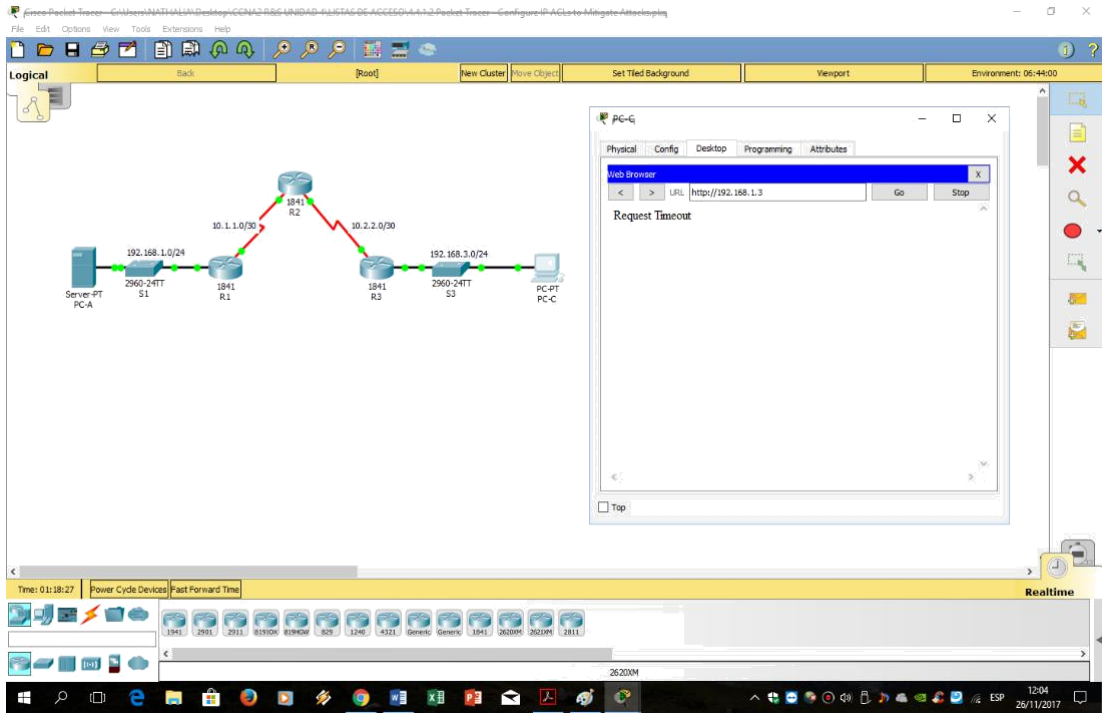 Cisco Packet Tracer - C:\Users\NATHALIA\Desktop\CCNA2 R&S UNIDAD 4\LISTAS DE ACCESO\4.4.1.2 Packet Tracer - Configure IP ACLs to Mitigate Attacks.pka
File Edit Options View Tools Extensions Help
Logical Back [Root] New Cluster Move Object Set Tiled Background Viewport Environment: 06:44:00
PC-C
Physical Config Desktop Programming Attributes
Web Browser X
< > URL http://192.168.1.3 Go Stop
Request Timeout
Top
1841
R2
10.1.1.0/30
10.2.2.0/30
192.168.1.0/24
192.168.3.0/24
Server-PT
PC-A
2960-24TT
S1
1841
R1
1841
R3
2960-24TT
S3
PC-PT
PC-C
Time: 01:18:27 Power Cycle Devices Fast Forward Time Realtime
1941 2901 2911 819IOX 819HGW 829 1240 4321 Generic Generic 1841 2620XM 2621XM 2811
2620XM
ESP
12:04
26/11/2017